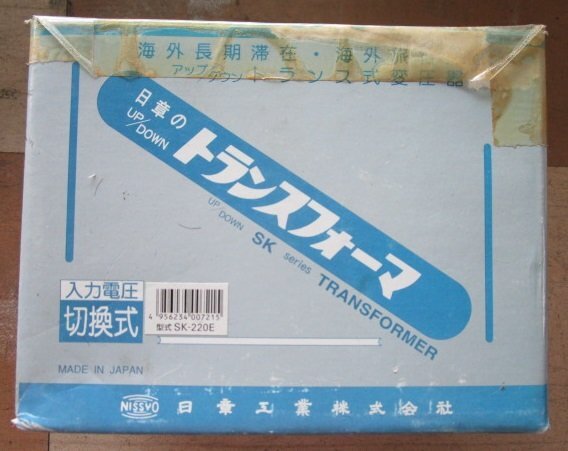 海外長期滞在・海外旅
アップ
ダウン トランス式変圧器
日章の
UP/DOWN
トランスフォーマ
UP/DOWN SK series TRANSFORMER
入力電圧
切換式
4 956234 007215
型式 SK-220E
MADE IN JAPAN
NISSYO 日章工業株式会社